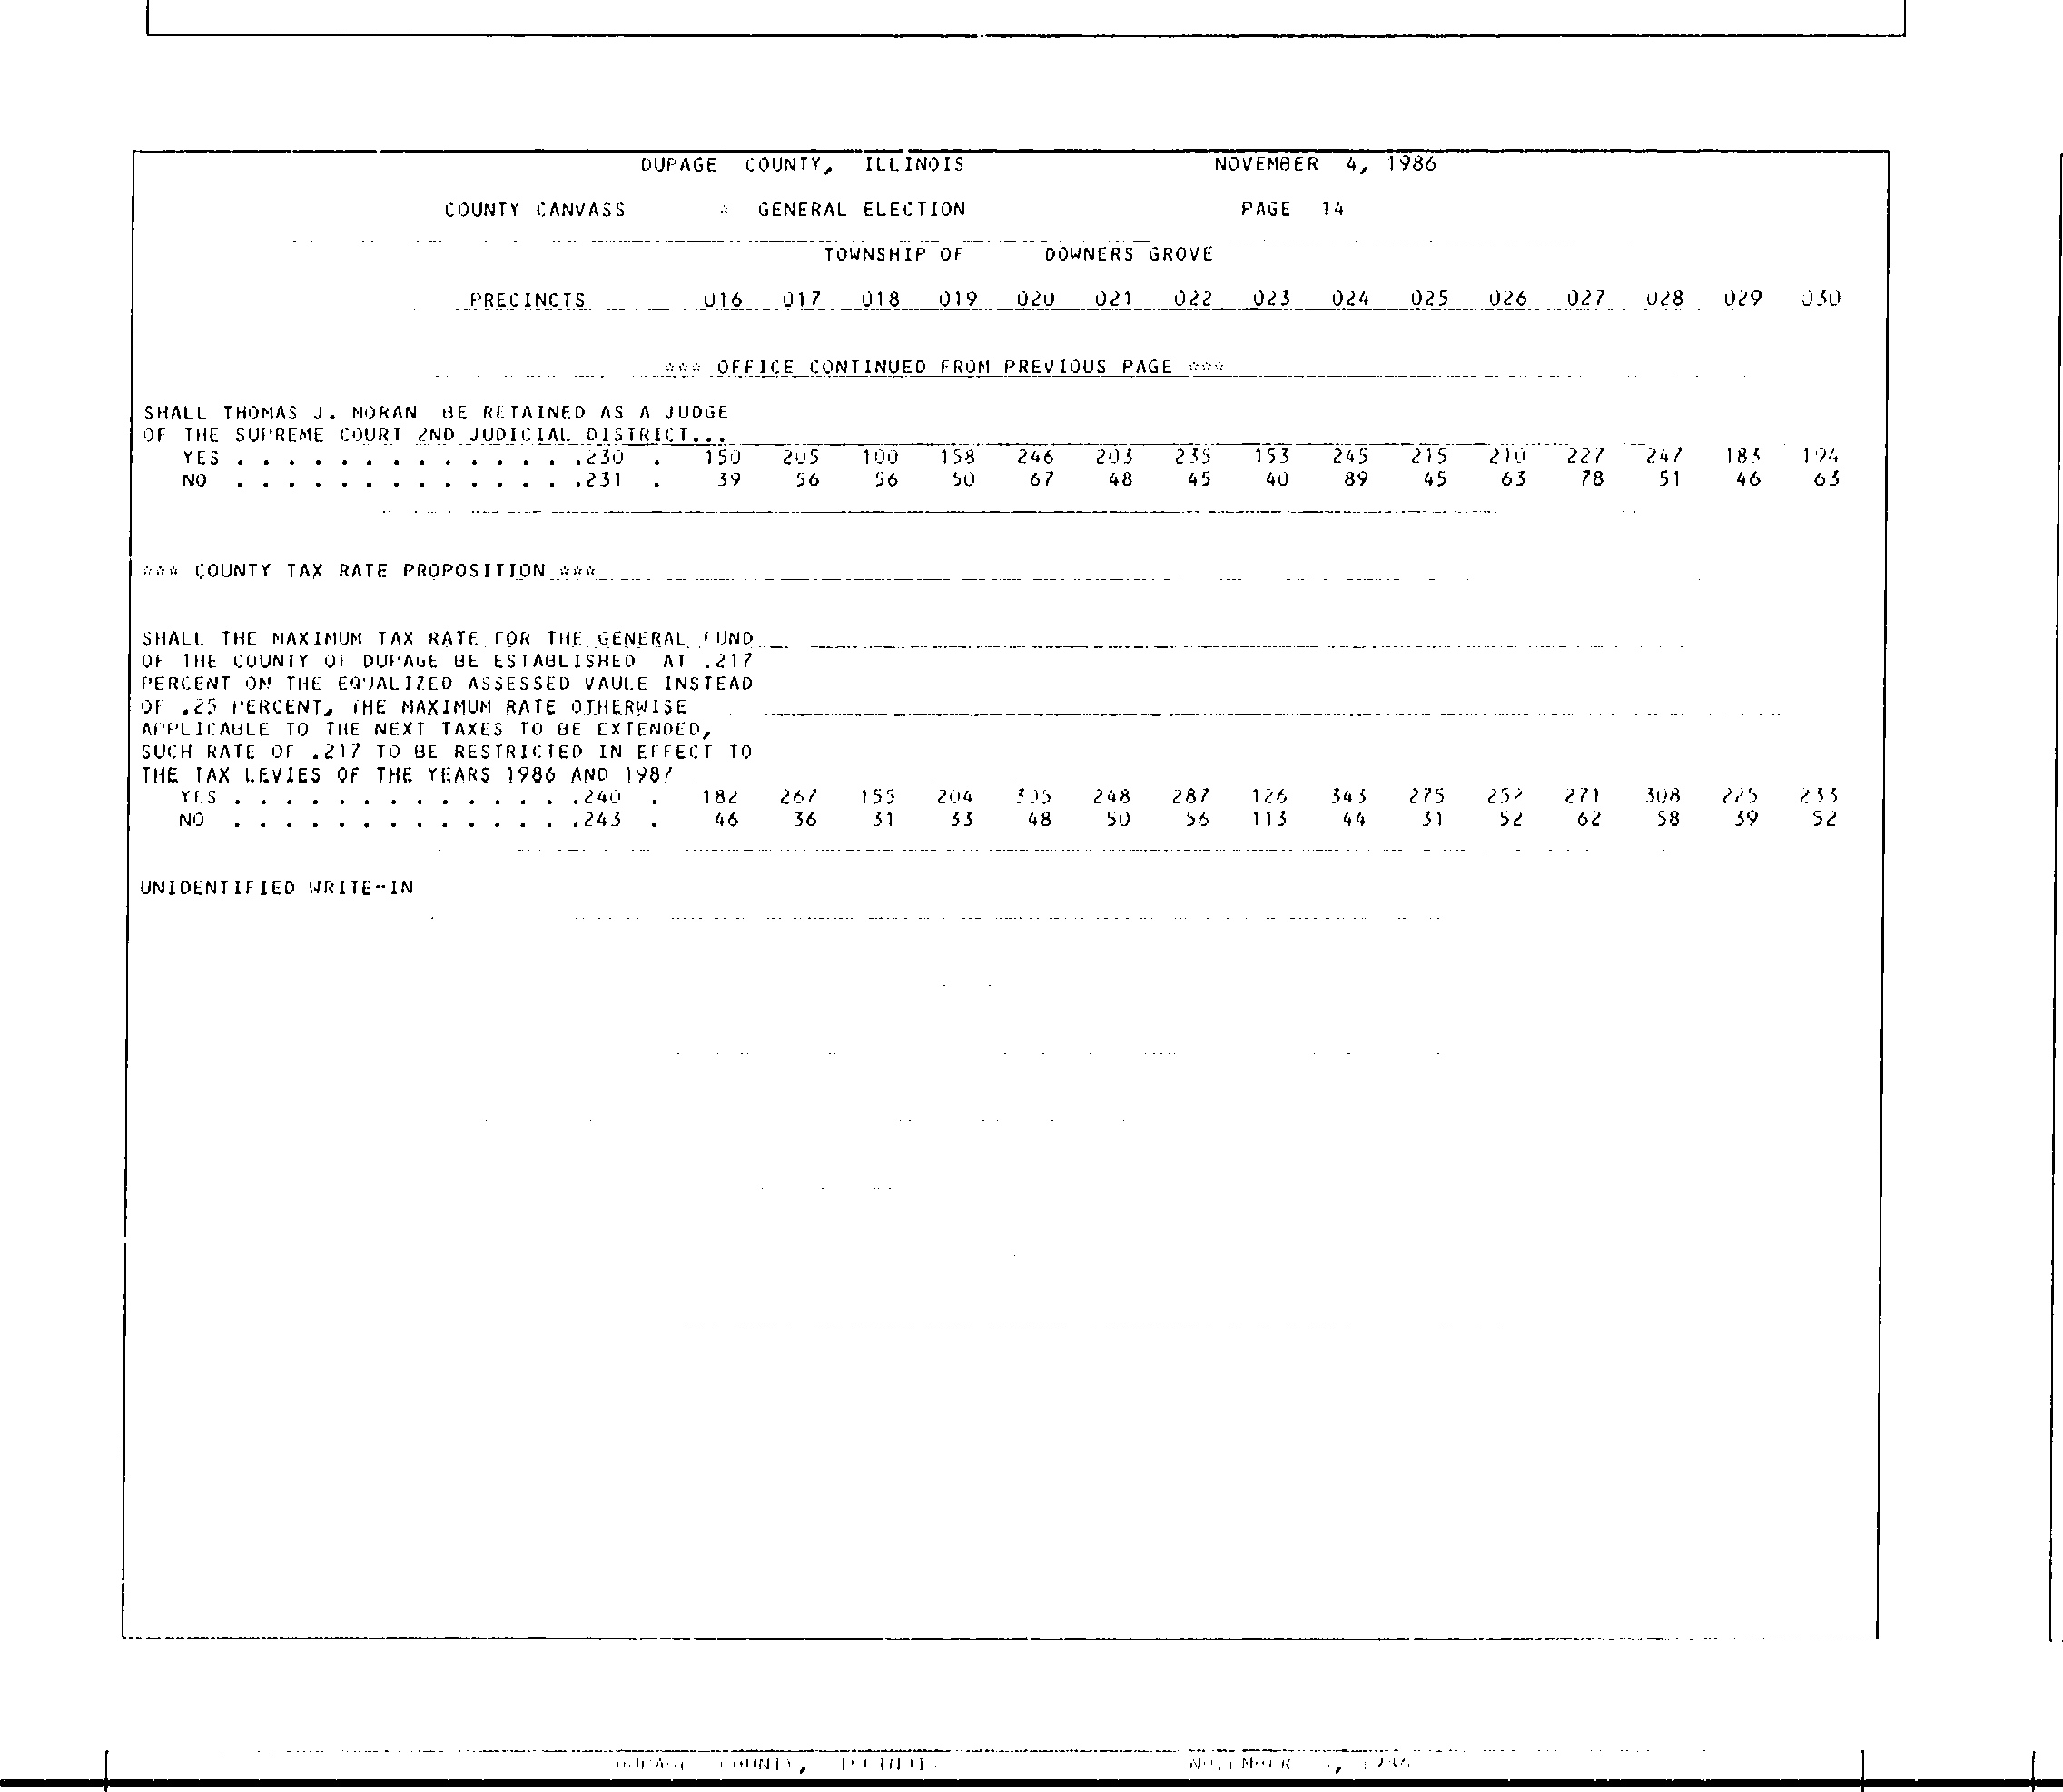 DUPAGE COUNTY, ILLINOIS NOVEMBER 4, 1986
COUNTY CANVASS * GENERAL ELECTION PAGE 14
TOWNSHIP OF DOWNERS GROVE
PRECINCTS 016 017 018 019 020 021 022 023 024 025 026 027 028 029 030
*** OFFICE CONTINUED FROM PREVIOUS PAGE ***
SHALL THOMAS J. MORAN BE RETAINED AS A JUDGE
OF THE SUPREME COURT 2ND JUDICIAL DISTRICT...
YES . . . . . . . . . . . . . .230 . 150 205 100 158 246 203 235 153 245 215 210 227 247 183 194
NO . . . . . . . . . . . . . .231 . 39 56 56 50 67 48 45 40 89 45 63 78 51 46 63
*** COUNTY TAX RATE PROPOSITION ***
SHALL THE MAXIMUM TAX RATE FOR THE GENERAL FUND
OF THE COUNTY OF DUPAGE BE ESTABLISHED AT .217
PERCENT ON THE EQUALIZED ASSESSED VAULE INSTEAD
OF .25 PERCENT, THE MAXIMUM RATE OTHERWISE
APPLICABLE TO THE NEXT TAXES TO BE EXTENDED,
SUCH RATE OF .217 TO BE RESTRICTED IN EFFECT TO
THE TAX LEVIES OF THE YEARS 1986 AND 1987
YES . . . . . . . . . . . . . .240 . 182 267 155 204 248 287 126 343 275 252 271 308 225 233
NO . . . . . . . . . . . . . .243 . 46 36 31 33 48 50 56 113 44 31 52 62 58 39 52
UNIDENTIFIED WRITE-IN
COUNTY,